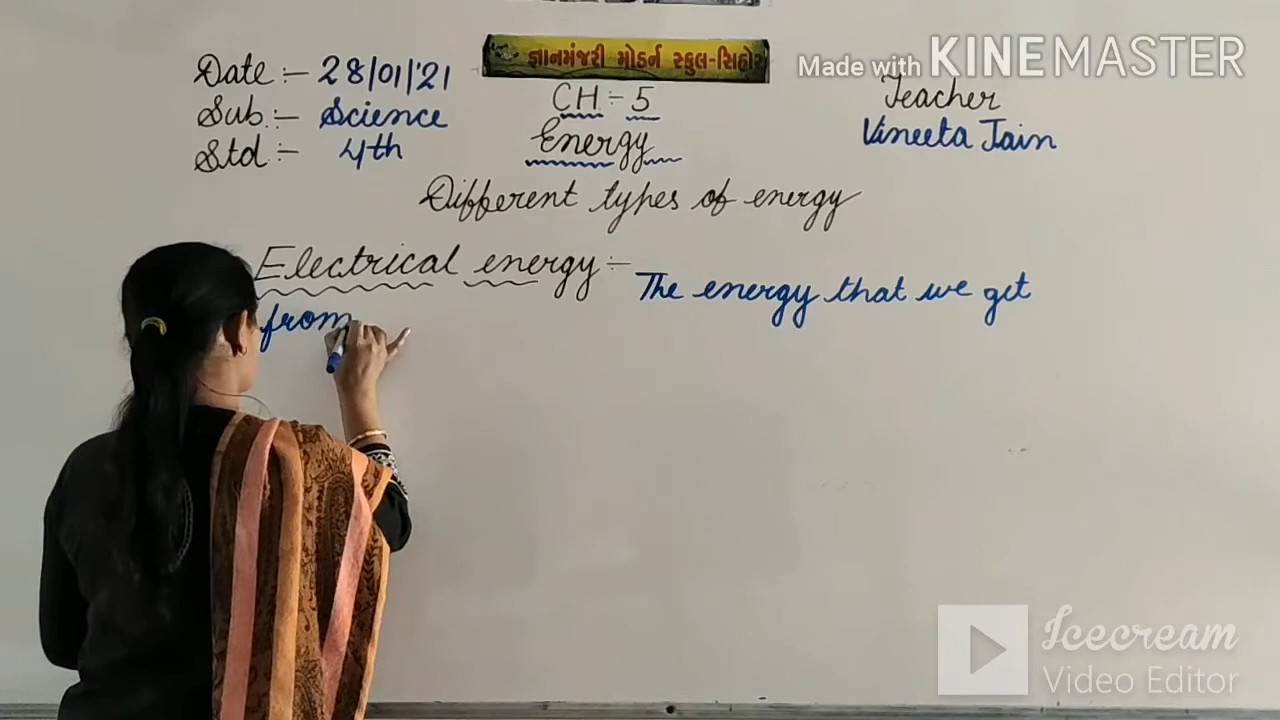 જ્ઞાનમંજરી મોડર્ન સ્કુલ-સિહોર
Made with KINEMASTER
Date :- 28/01/'21
Sub. :- Science
Std :- 4th
CH :- 5
Energy
Teacher
Vineeta Jain
Different types of energy
Electrical energy :- The energy that we get
from
Icecream
Video Editor